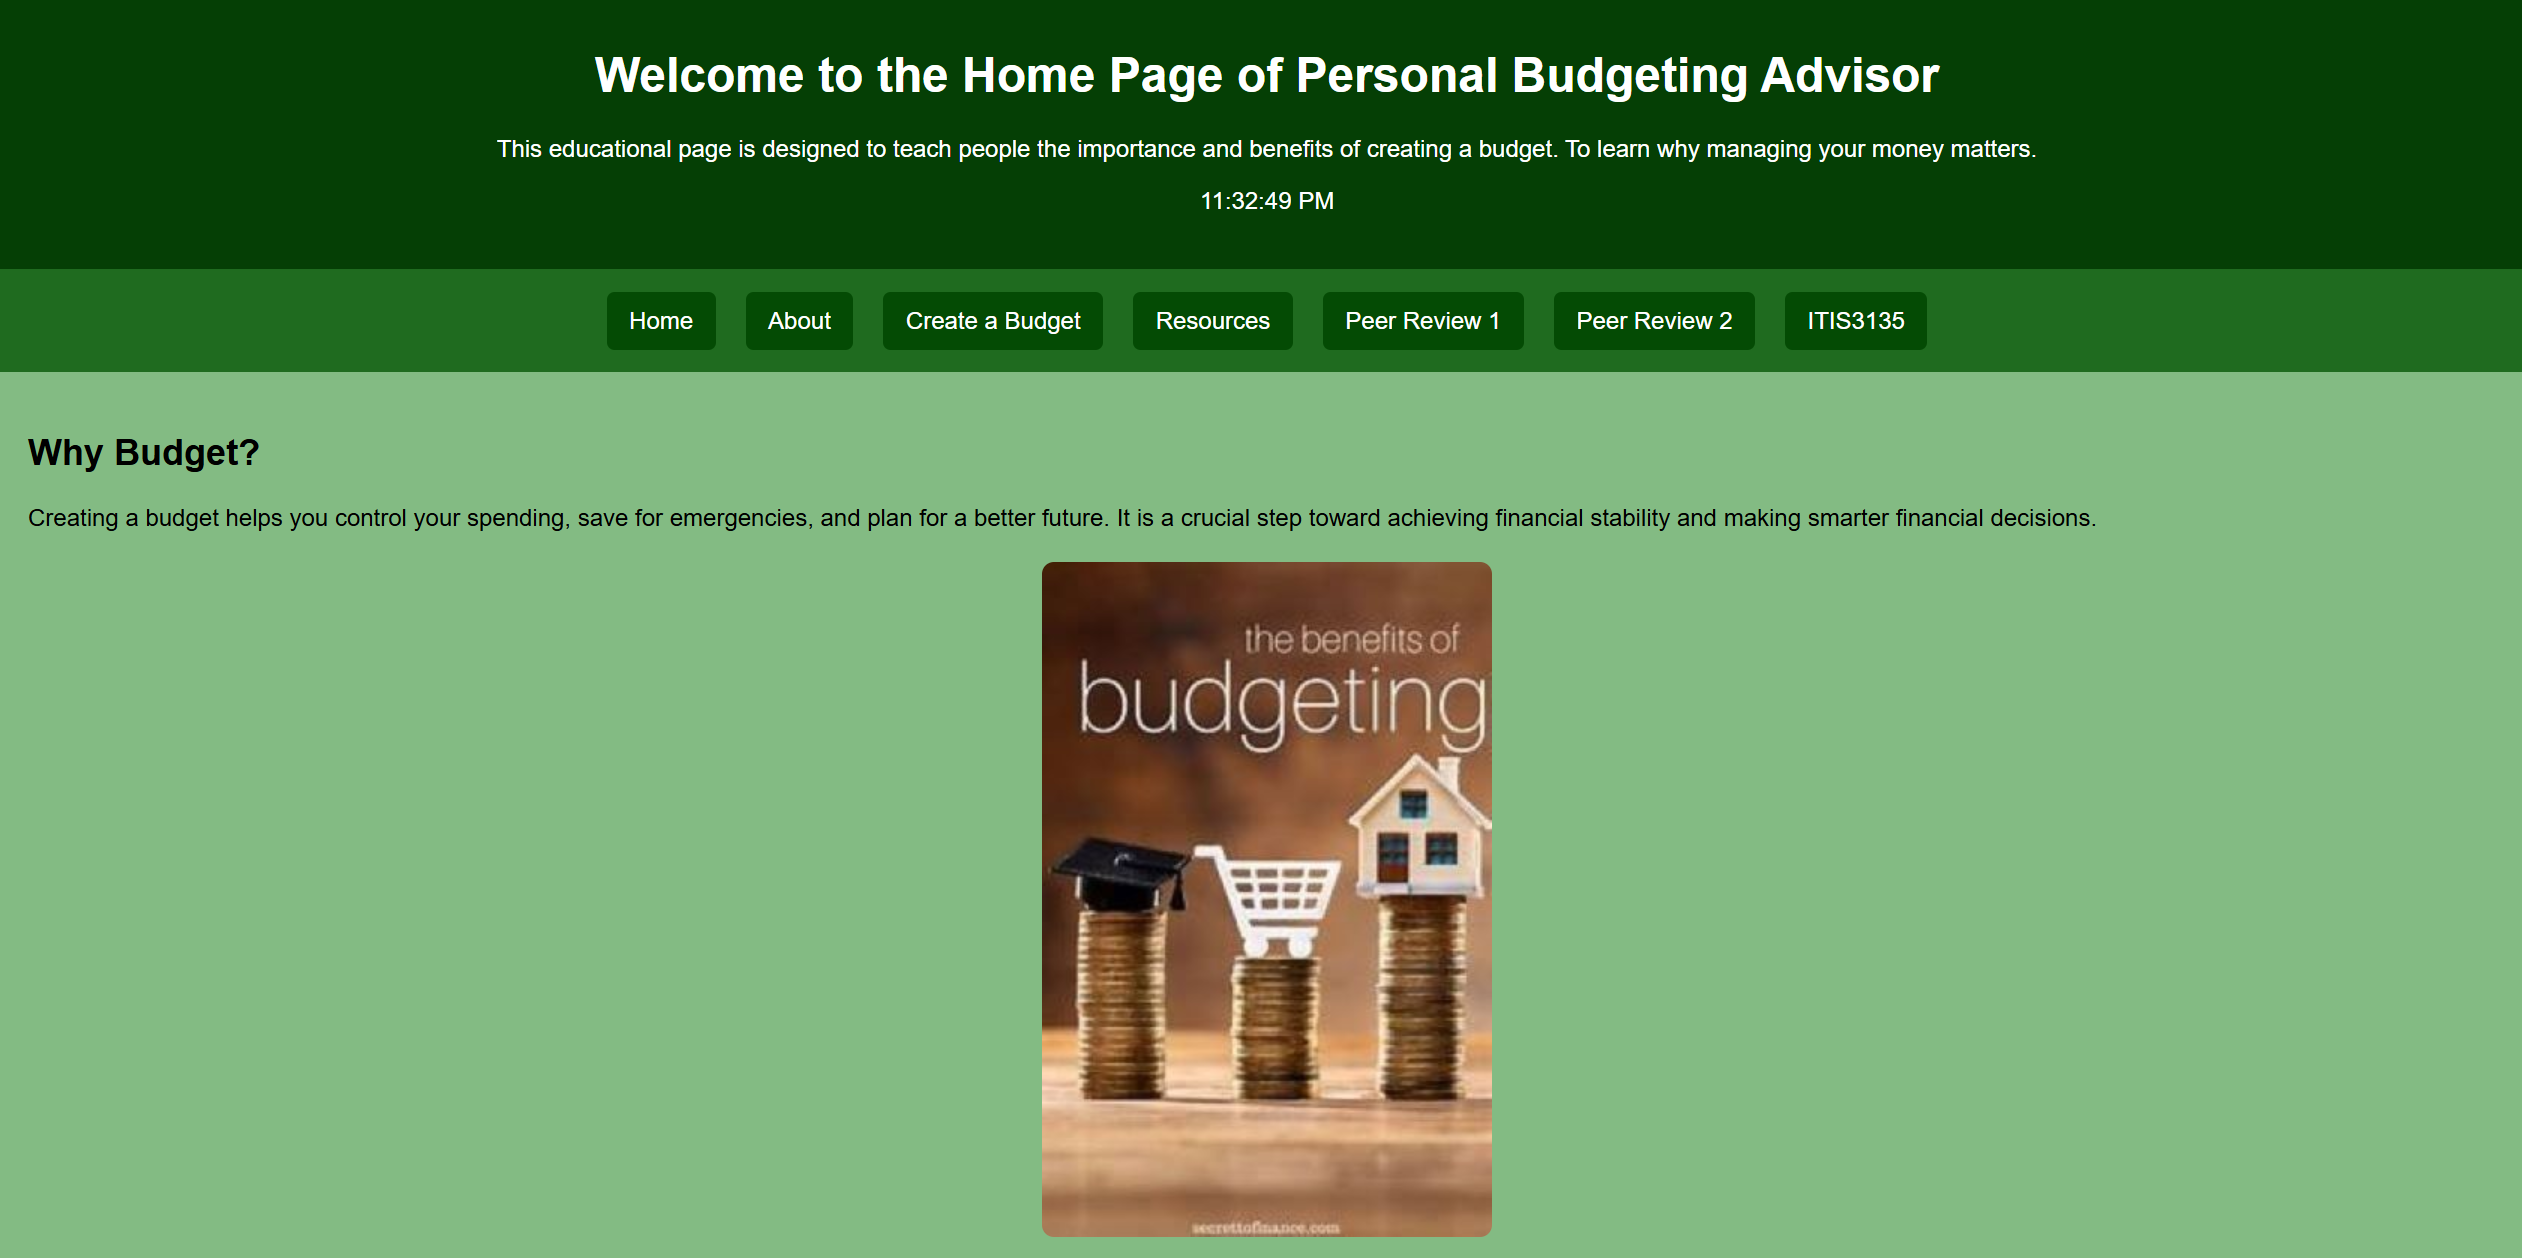 Welcome to the Home Page of Personal Budgeting Advisor
This educational page is designed to teach people the importance and benefits of creating a budget. To learn why managing your money matters.
11:32:49 PM
Home About Create a Budget Resources Peer Review 1 Peer Review 2 ITIS3135
Why Budget?
Creating a budget helps you control your spending, save for emergencies, and plan for a better future. It is a crucial step toward achieving financial stability and making smarter financial decisions.
the benefits of
budgeting
secrettofinance.com